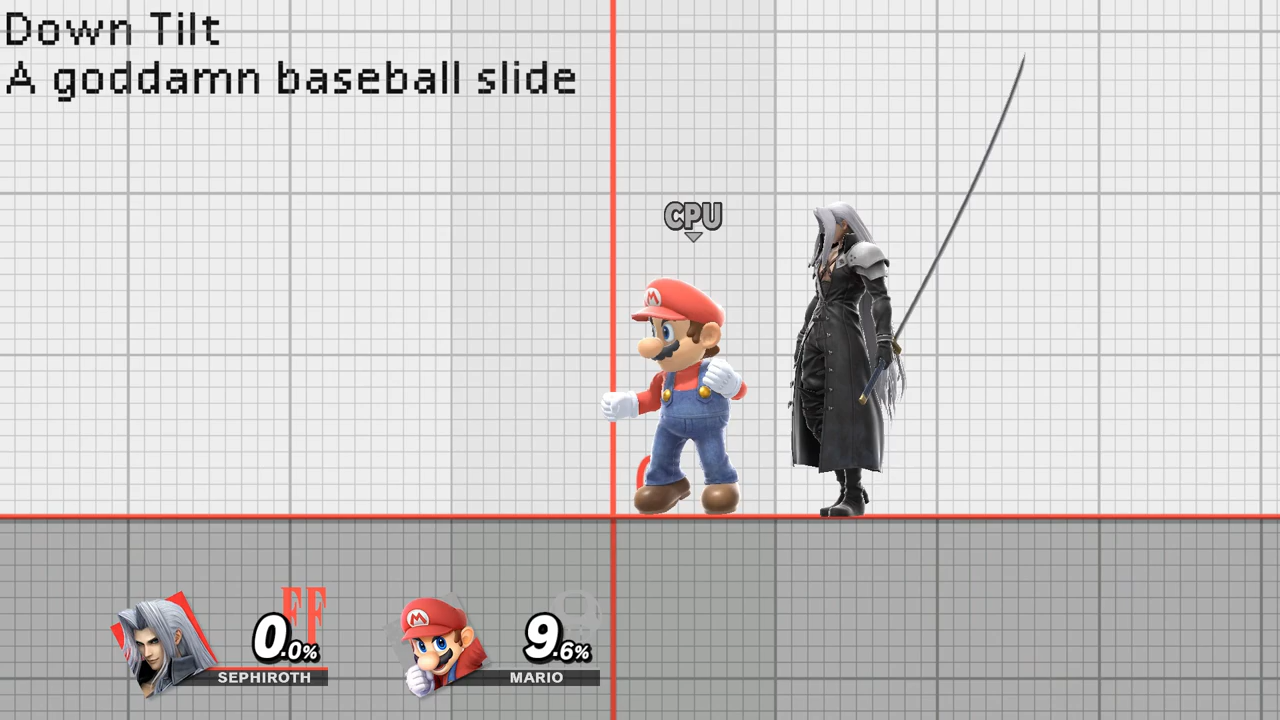 Down Tilt
A goddamn baseball slide
CPU
M
FF
0.0%
9.6%
M
SEPHIROTH
MARIO